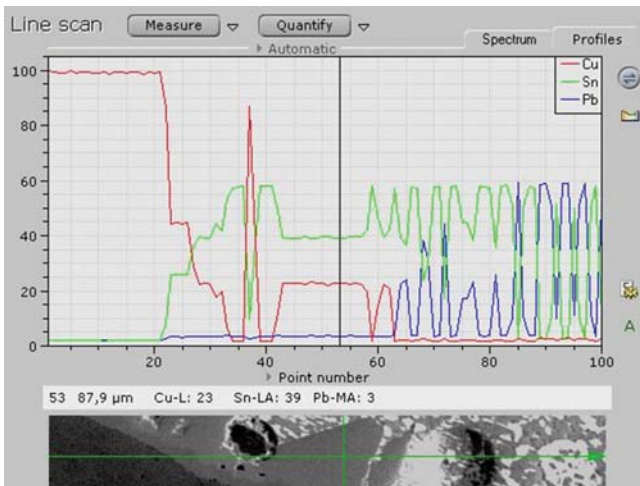 Line scan Measure Quantify
Automatic Spectrum Profiles
100 Cu
Sn
Pb
80
60
40
20
0
20 40 60 80 100
Point number
53 87,9 µm Cu-L: 23 Sn-LA: 39 Pb-MA: 3
A